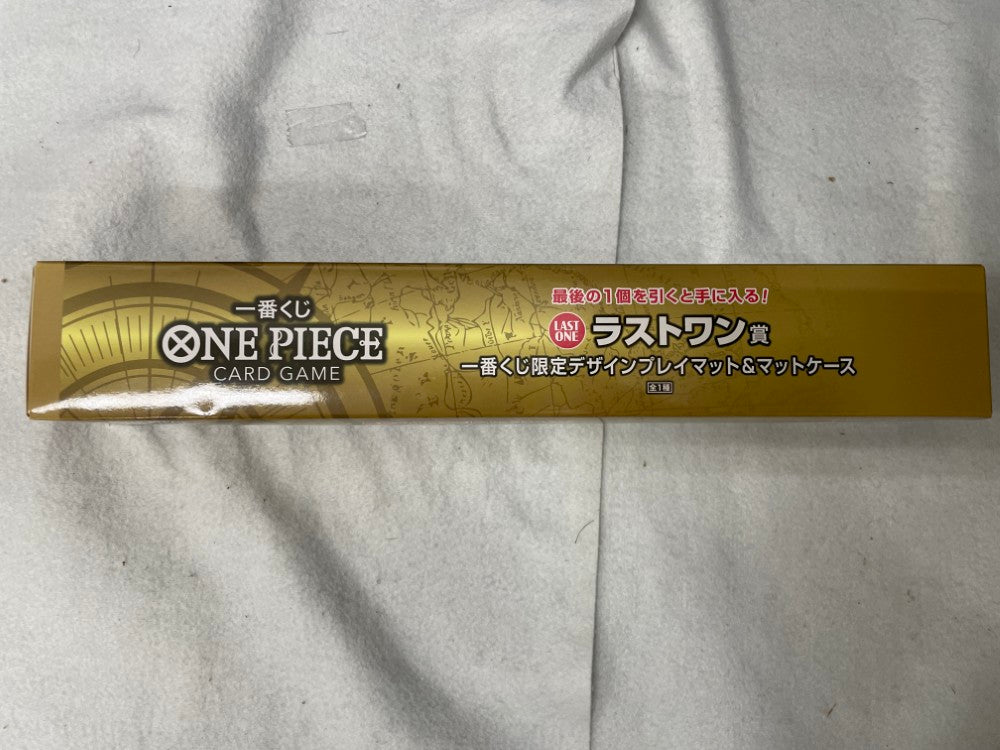 一番くじ
ONE PIECE
CARD GAME
最後の1個を引くと手に入る!
LAST
ONE
ラストワン賞
一番くじ限定デザインプレイマット&マットケース
全1種